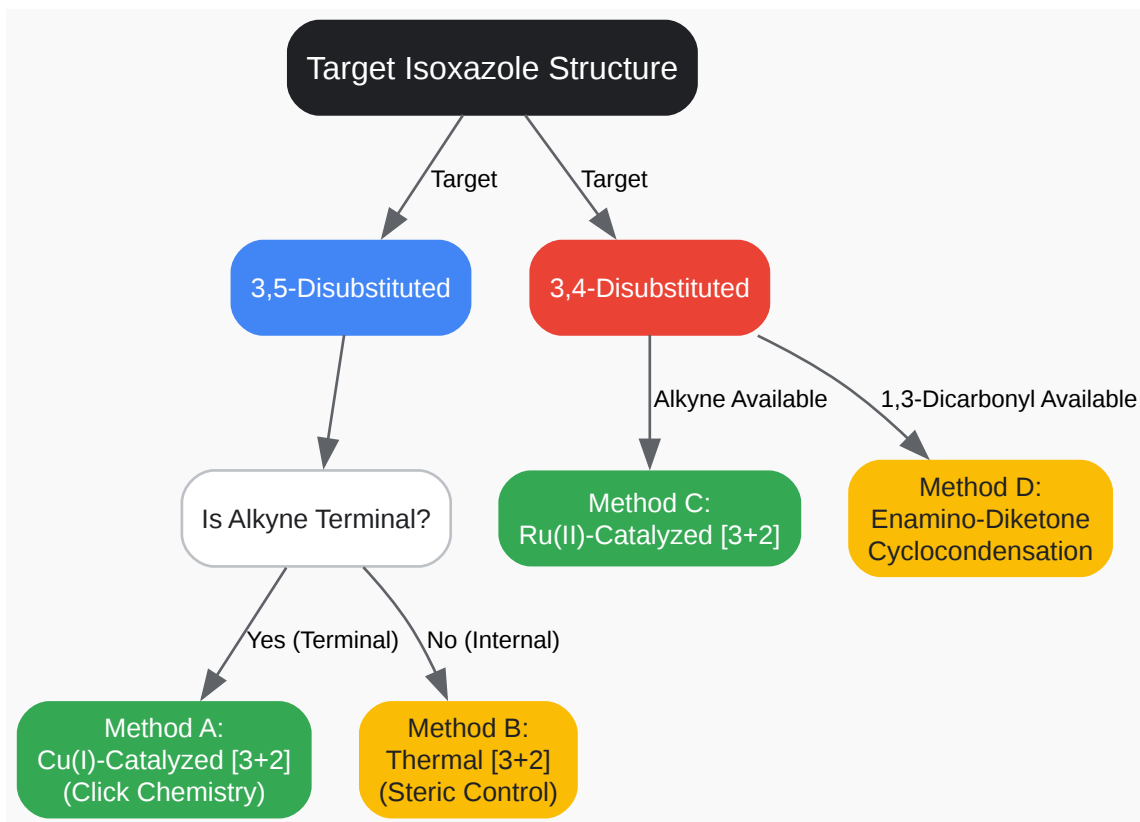 Target Isoxazole Structure
Target
Target
3,5-Disubstituted
3,4-Disubstituted
Alkyne Available
1,3-Dicarbonyl Available
Is Alkyne Terminal?
Method C:
Ru(II)-Catalyzed [3+2]
Method D:
Enamino-Diketone
Cyclocondensation
Yes (Terminal)
No (Internal)
Method A:
Cu(I)-Catalyzed [3+2]
(Click Chemistry)
Method B:
Thermal [3+2]
(Steric Control)